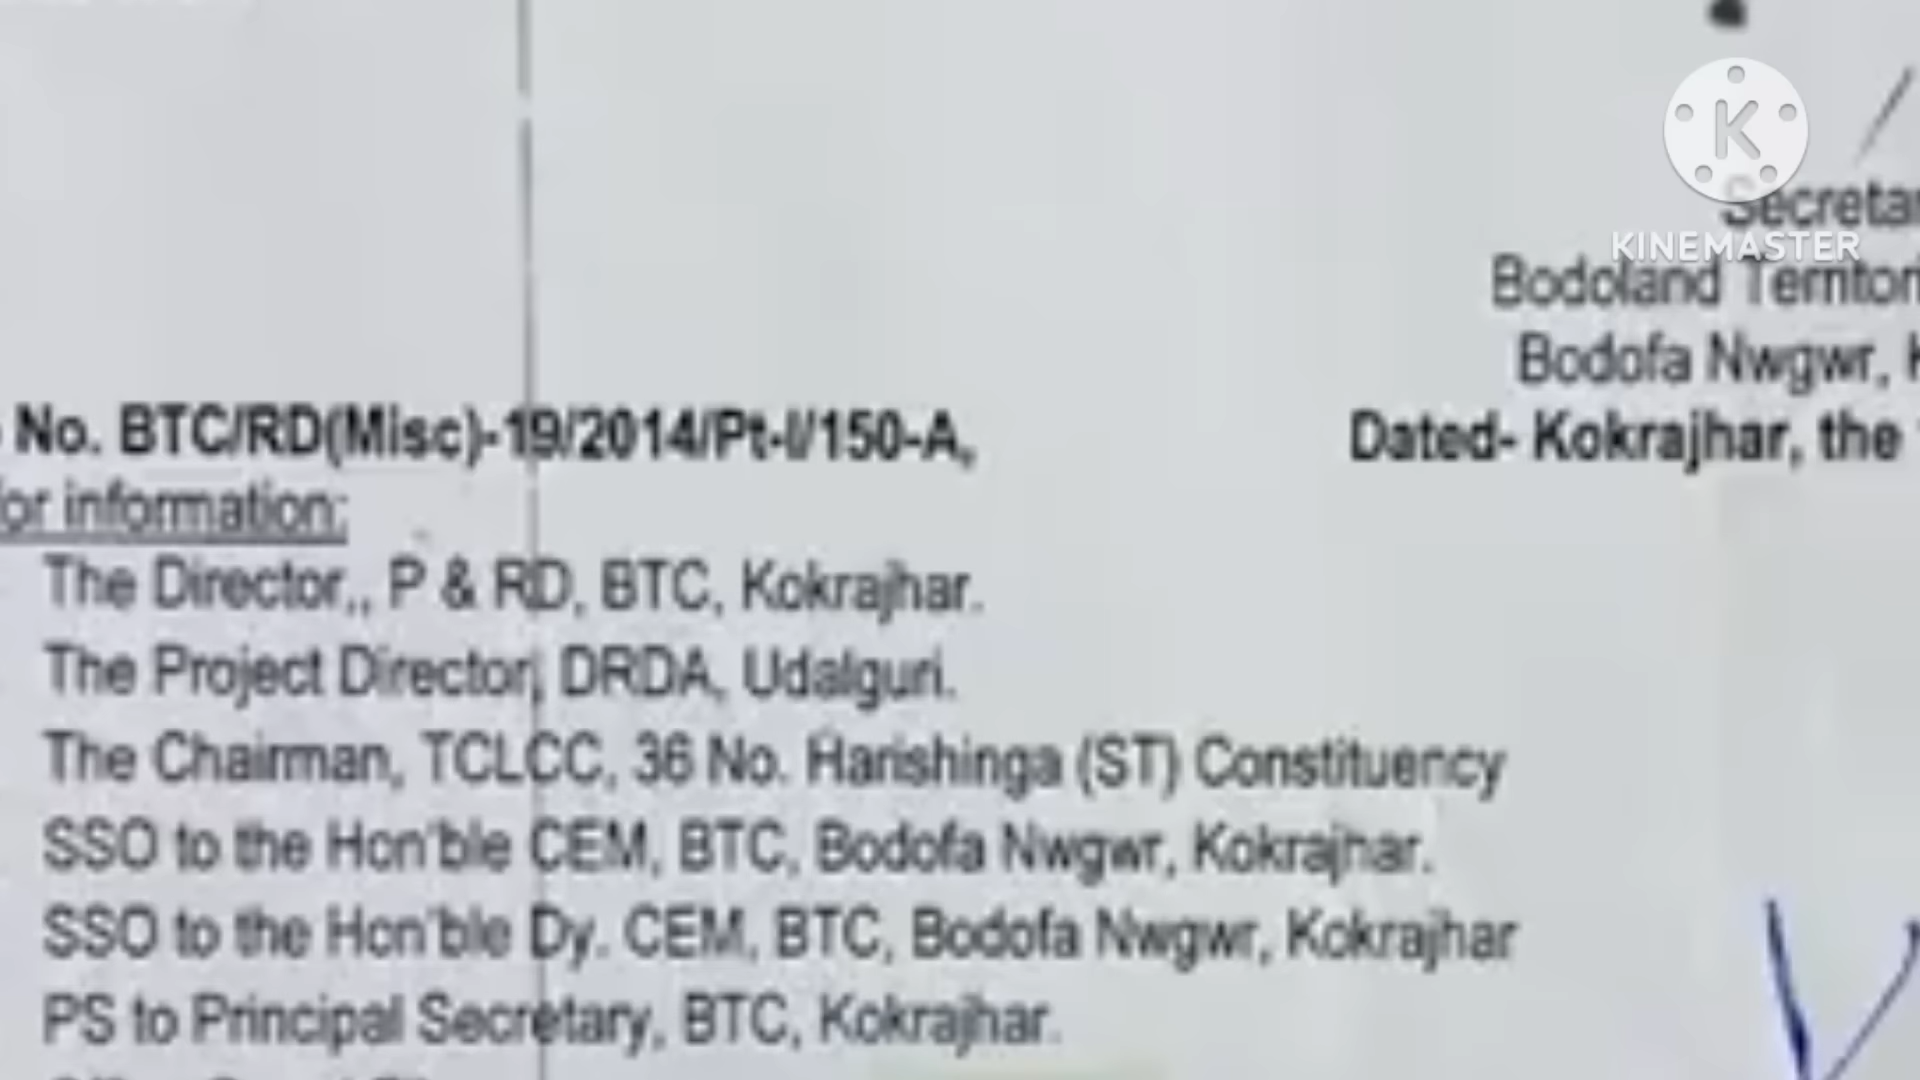 K
KINEMASTER
Bodoland
Bodofa Nwgwr,
No. BTC/RD(Misc)-19/2014/Pt-I/150-A, Dated- Kokrajhar, the
for information:
The Director,, P & RD, BTC, Kokrajhar.
The Project Director, DRDA, Udalguri.
The Chairman, TCLCC, 36 No. Harishinga (ST) Constituency
SSO to the Hon'ble CEM, BTC, Bodofa Nwgwr, Kokrajhar.
SSO to the Hon'ble Dy. CEM, BTC, Bodofa Nwgwr, Kokrajhar
PS to Principal Secretary, BTC, Kokrajhar.